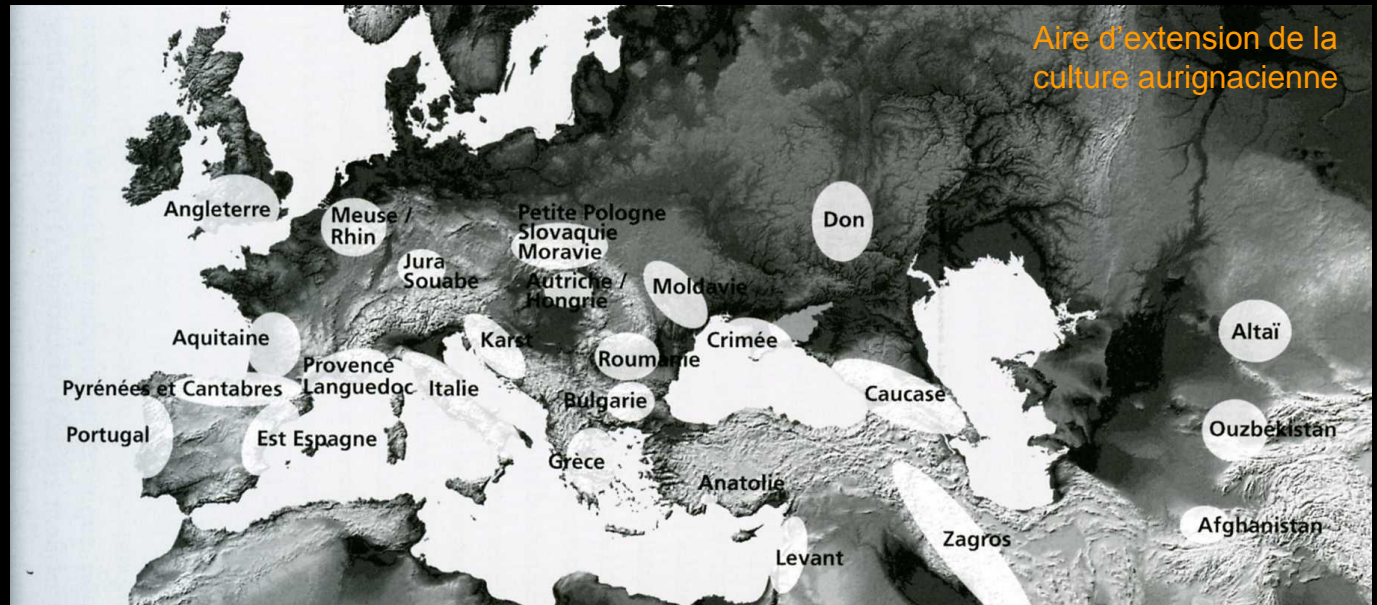 Aire d'extension de la
culture aurignacienne
Angleterre
Meuse /
Rhin
Petite Pologne
Slovaquie
Moravie
Don
Jura
Souabe
Autriche /
Hongrie
Moldavie
Aquitaine
Karst
Crimée
Altaï
Provence
Languedoc
Roumanie
Pyrénées et Cantabres
Italie
Bulgarie
Caucase
Portugal
Est Espagne
Ouzbékistan
Grèce
Anatolie
Afghanistan
Zagros
Levant